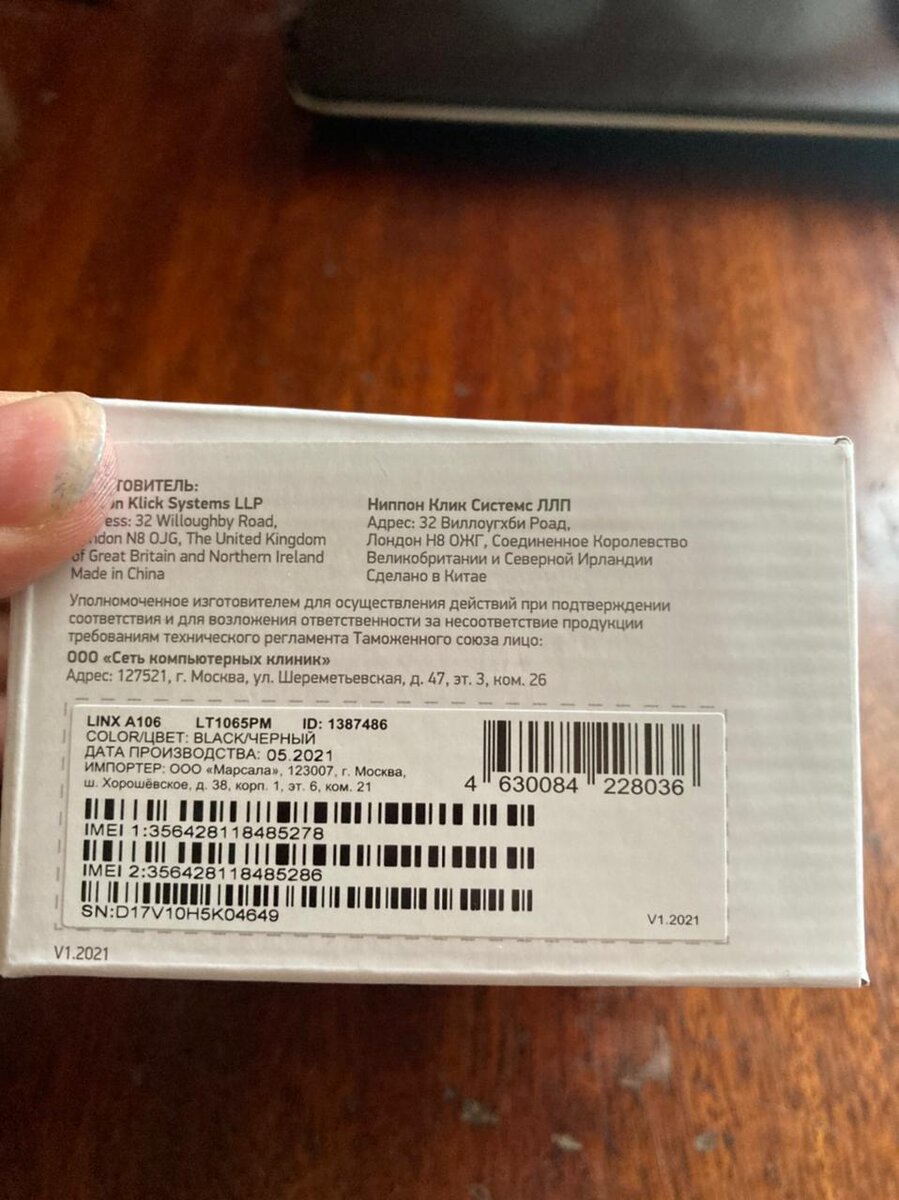 ТОВИТЕЛЬ:
n Klick Systems LLP
ess: 32 Willoughby Road,
ndon N8 OJG, The United Kingdom
of Great Britain and Northern Ireland
Made in China
Ниппон Клик Системс ЛЛП
Адрес: 32 Виллоугхби Роад,
Лондон Н8 ОЖГ, Соединенное Королевство
Великобритании и Северной Ирландии
Сделано в Китае
Уполномоченное изготовителем для осуществления действий при подтверждении
соответствия и для возложения ответственности за несоответствие продукции
требованиям технического регламента Таможенного союза лицо:
ООО «Сеть компьютерных клиник»
Адрес: 127521, г. Москва, ул. Шереметьевская, д. 47, эт. 3, ком. 26
LINX A106 LT1065PM ID: 1387486
COLOR/ЦВЕТ: BLACK/ЧЕРНЫЙ
ДАТА ПРОИЗВОДСТВА: 05.2021
ИМПОРТЕР: ООО «Марсала», 123007, г. Москва,
ш. Хорошёвское, д. 38, корп. 1, эт. 6, ком. 21
4 630084 228036
IMEI 1:356428118485278
IMEI 2:356428118485286
SN:D17V10H5K04649
V1.2021
V1.2021